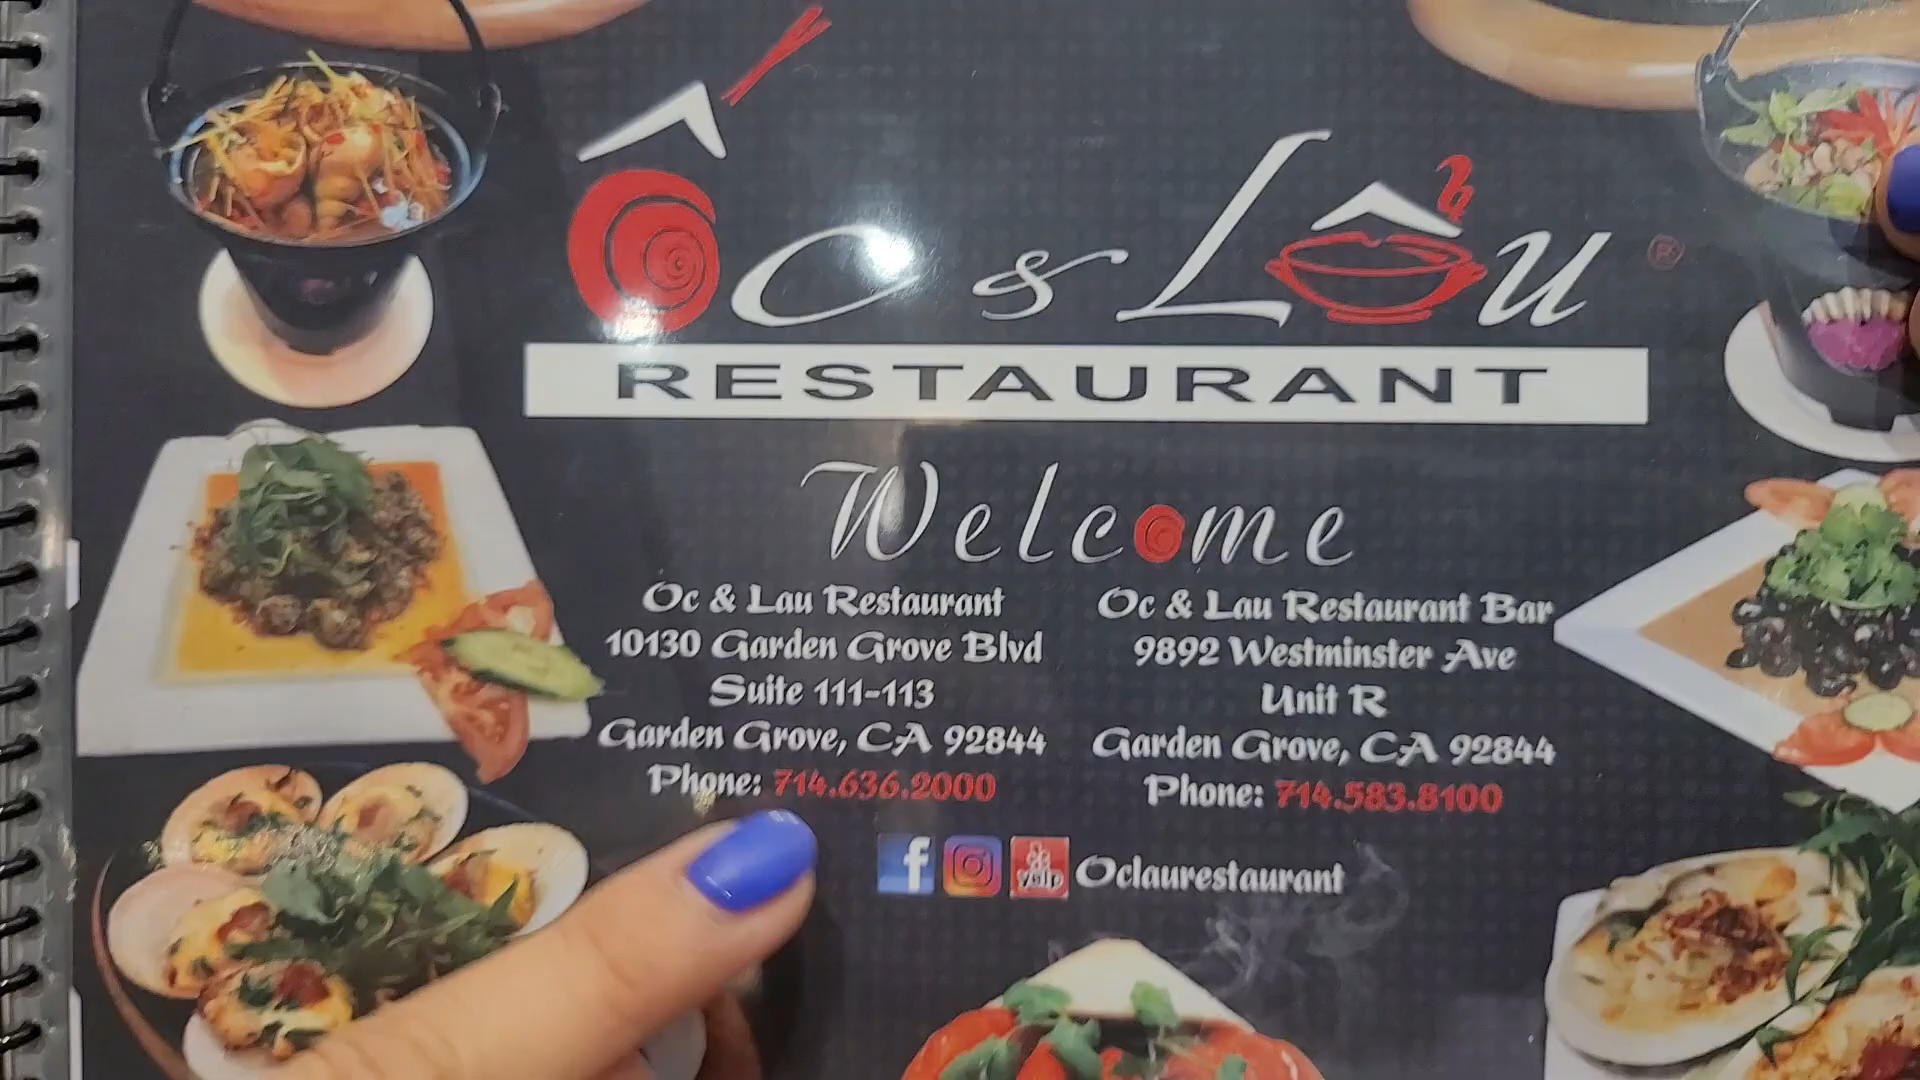 Ốc & Lẩu ®
RESTAURANT
Welcome
Oc & Lau Restaurant
10130 Garden Grove Blvd
Suite 111-113
Garden Grove, CA 92844
Phone: 714.636.2000
Oc & Lau Restaurant Bar
9892 Westminster Ave
Unit R
Garden Grove, CA 92844
Phone: 714.583.8100
f yelp Oclaurestaurant